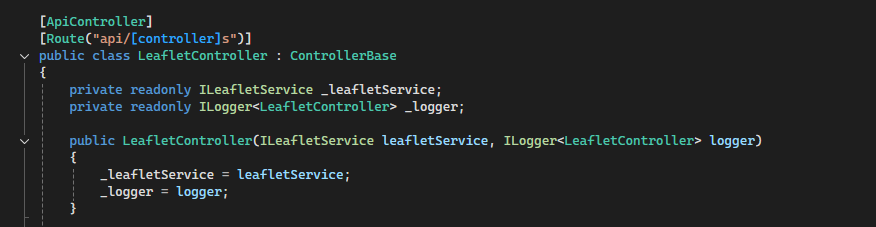 [ApiController]
[Route("api/[controller]s")]
public class LeafletController : ControllerBase
{
private readonly ILeafletService _leafletService;
private readonly ILogger<LeafletController> _logger;
public LeafletController(ILeafletService leafletService, ILogger<LeafletController> logger)
{
_leafletService = leafletService;
_logger = logger;
}